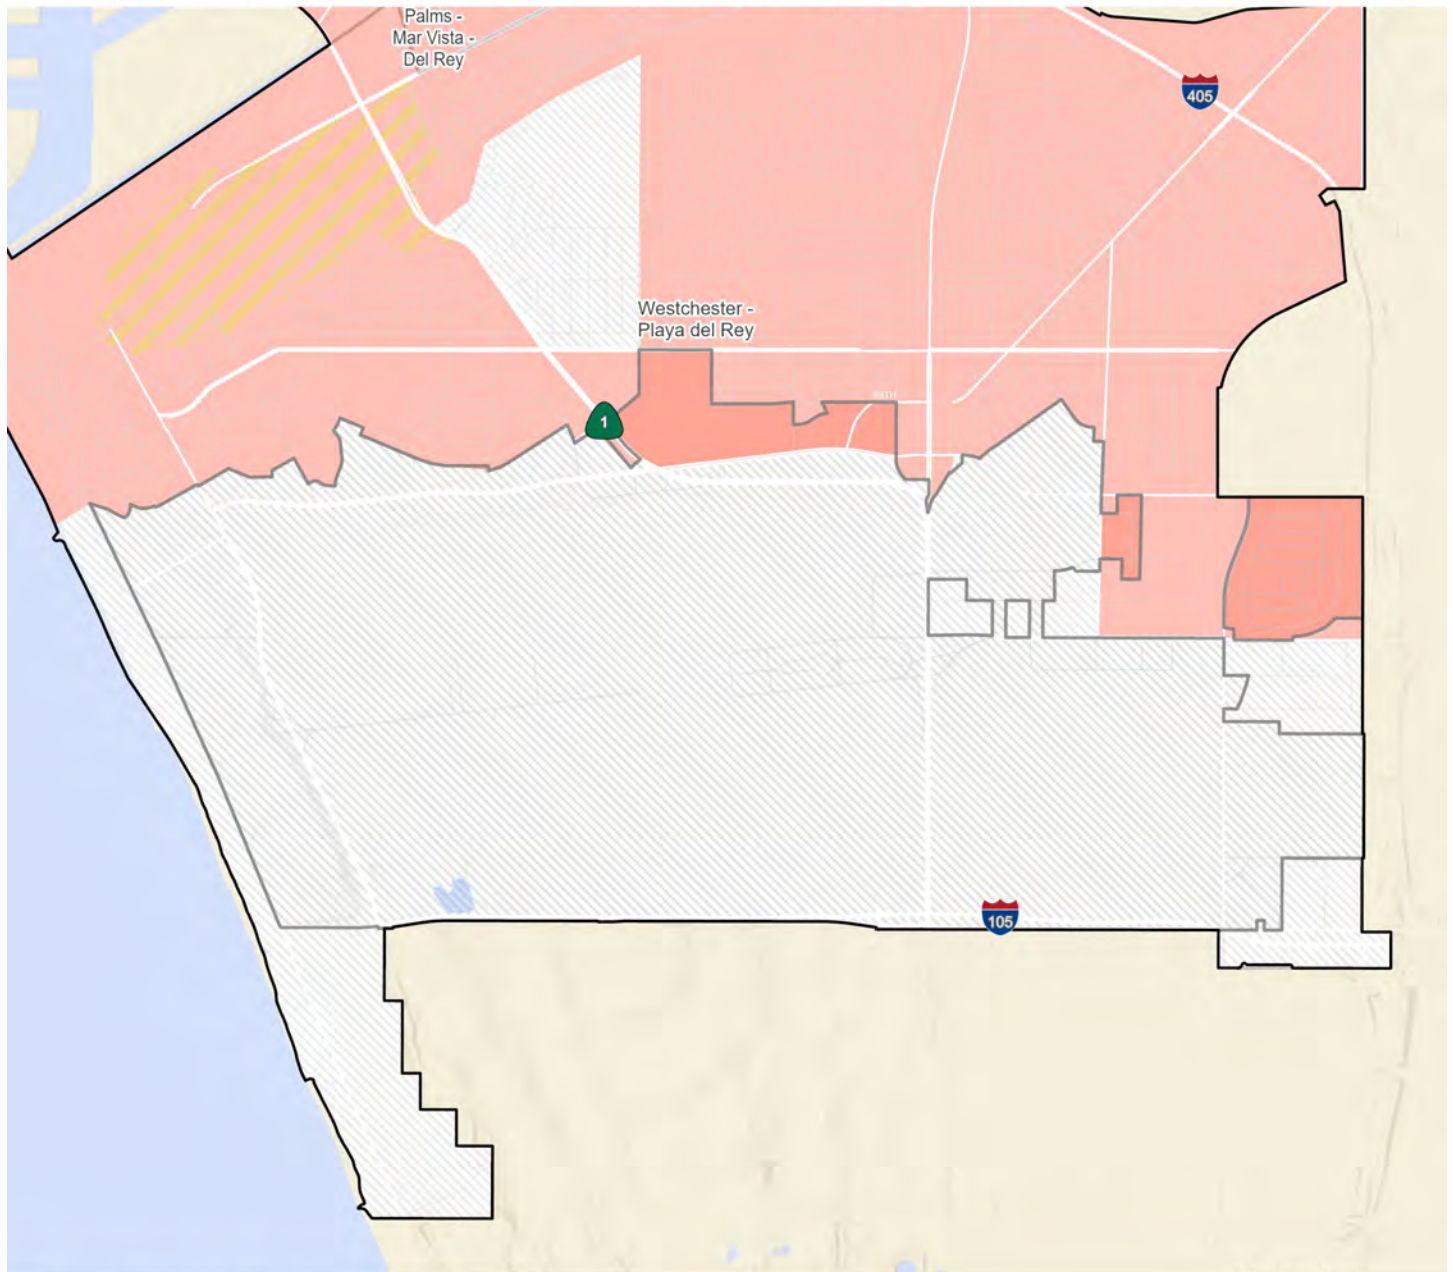 Palms -
Mar Vista -
Del Rey
405
Westchester -
Playa del Rey
1
105